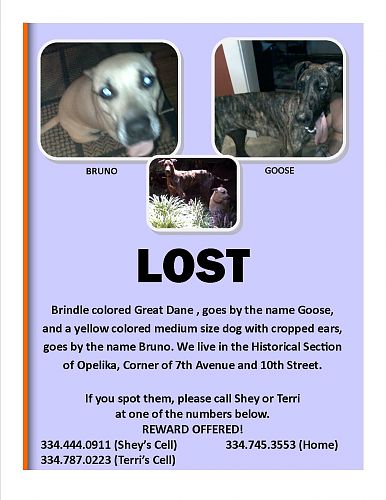 BRUNO
GOOSE
LOST
Brindle colored Great Dane , goes by the name Goose,
and a yellow colored medium size dog with cropped ears,
goes by the name Bruno. We live in the Historical Section
of Opelika, Corner of 7th Avenue and 10th Street.
If you spot them, please call Shey or Terri
at one of the numbers below.
REWARD OFFERED!
334.444.0911 (Shey's Cell) 334.745.3553 (Home)
334.787.0223 (Terri's Cell)